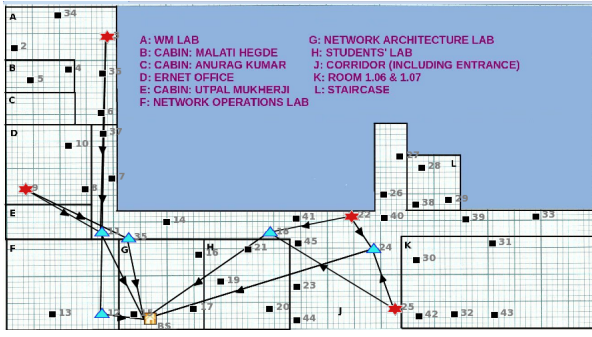 A
34
2
A: WM LAB
G: NETWORK ARCHITECTURE LAB
B: CABIN: MALATI HEGDE
H: STUDENTS' LAB
C: CABIN: ANURAG KUMAR
J: CORRIDOR (INCLUDING ENTRANCE)
D: ERNET OFFICE
K: ROOM 1.06 & 1.07
E: CABIN: UTPAL MUKHERJI
L: STAIRCASE
F: NETWORK OPERATIONS LAB
B
4
5
C
6
D
37
10
27
28
L
9
8
7
26
38
29
E
14
41
22
40
39
33
35
18
F
G
H
16
21
45
24
K
31
30
19
23
13
17
20
J
25
42
32
43
44
BS